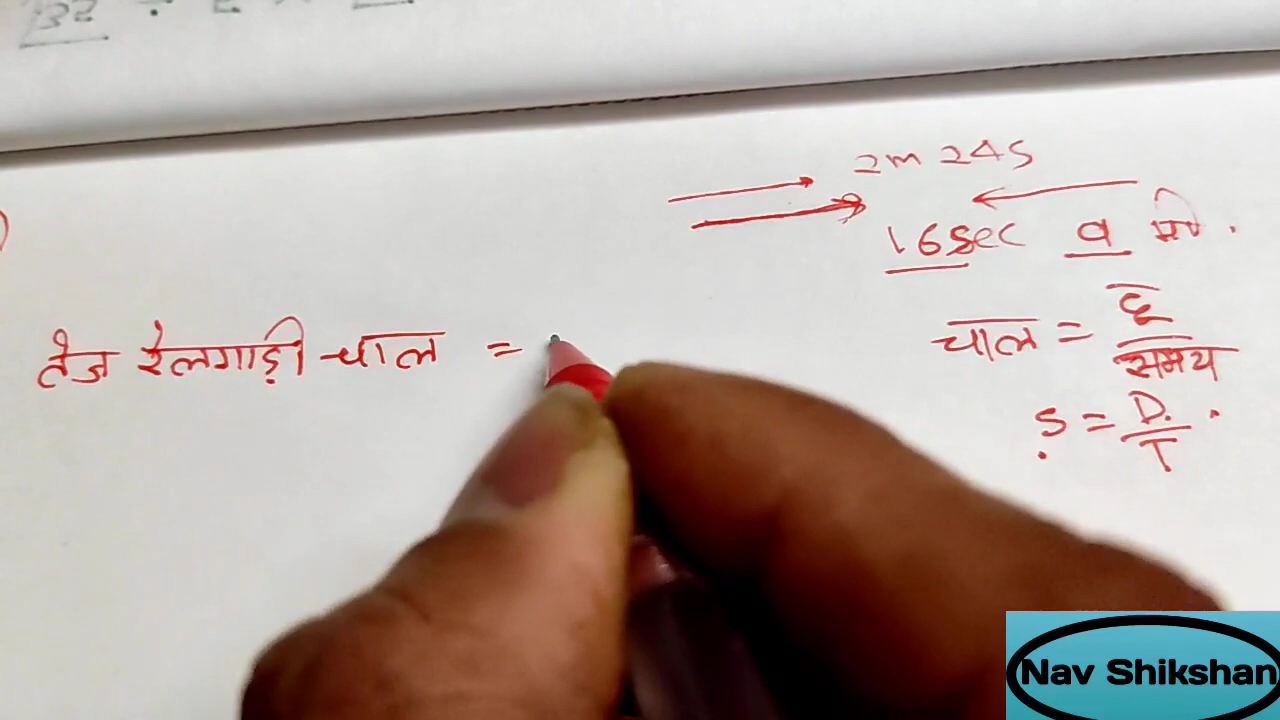 2m 24s
16sec व मी.
तेज रेलगाड़ी चाल =
चाल = दू / समय
S = D. / T
Nav Shikshan